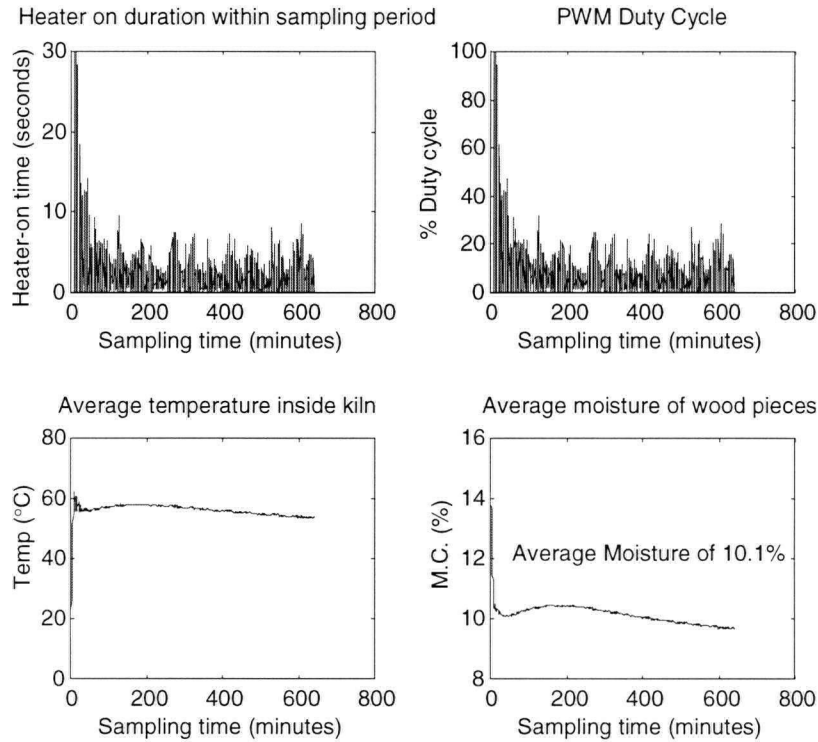 Heater on duration within sampling period
PWM Duty Cycle
Heater-on time (seconds)
30
20
10
0
0 200 400 600 800
Sampling time (minutes)
% Duty cycle
100
80
60
40
20
0
0 200 400 600 800
Sampling time (minutes)
Average temperature inside kiln
Average moisture of wood pieces
Temp (°C)
80
60
40
20
0
0 200 400 600 800
Sampling time (minutes)
M.C. (%)
16
14
12
10
8
Average Moisture of 10.1%
0 200 400 600 800
Sampling time (minutes)